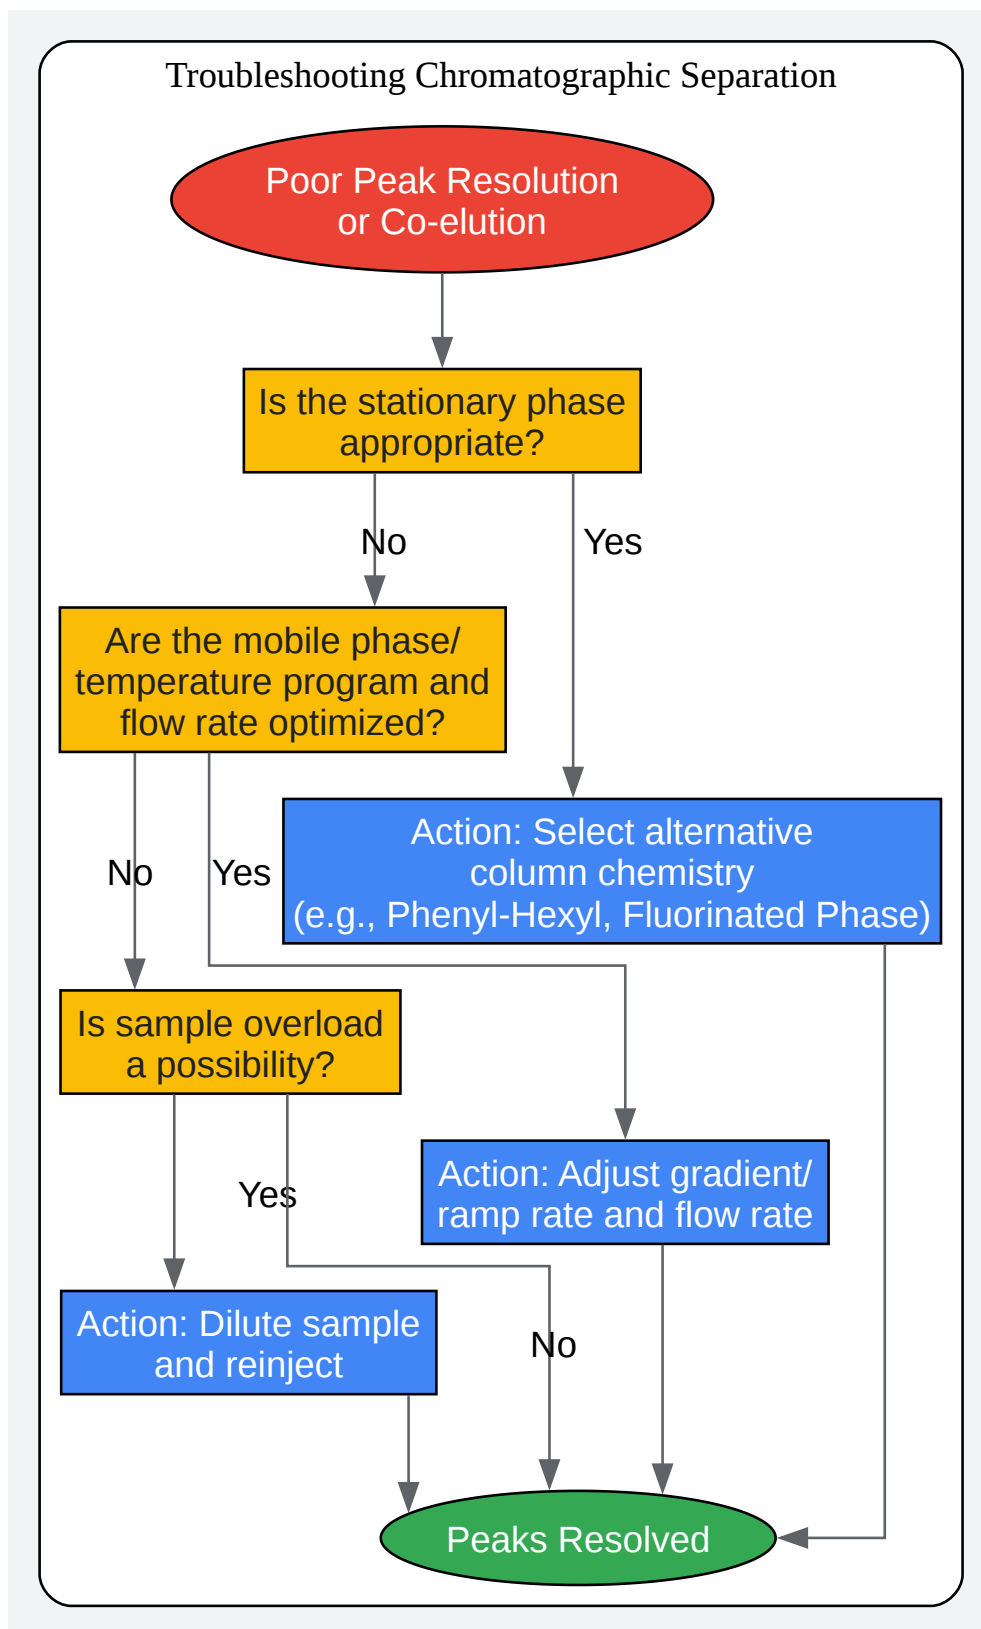 Troubleshooting Chromatographic Separation
Poor Peak Resolution
or Co-elution
Is the stationary phase
appropriate?
No
Yes
Are the mobile phase/
temperature program and
flow rate optimized?
Action: Select alternative
column chemistry
(e.g., Phenyl-Hexyl, Fluorinated Phase)
No
Yes
Is sample overload
a possibility?
Action: Adjust gradient/
ramp rate and flow rate
Yes
Action: Dilute sample
and reinject
No
Peaks Resolved